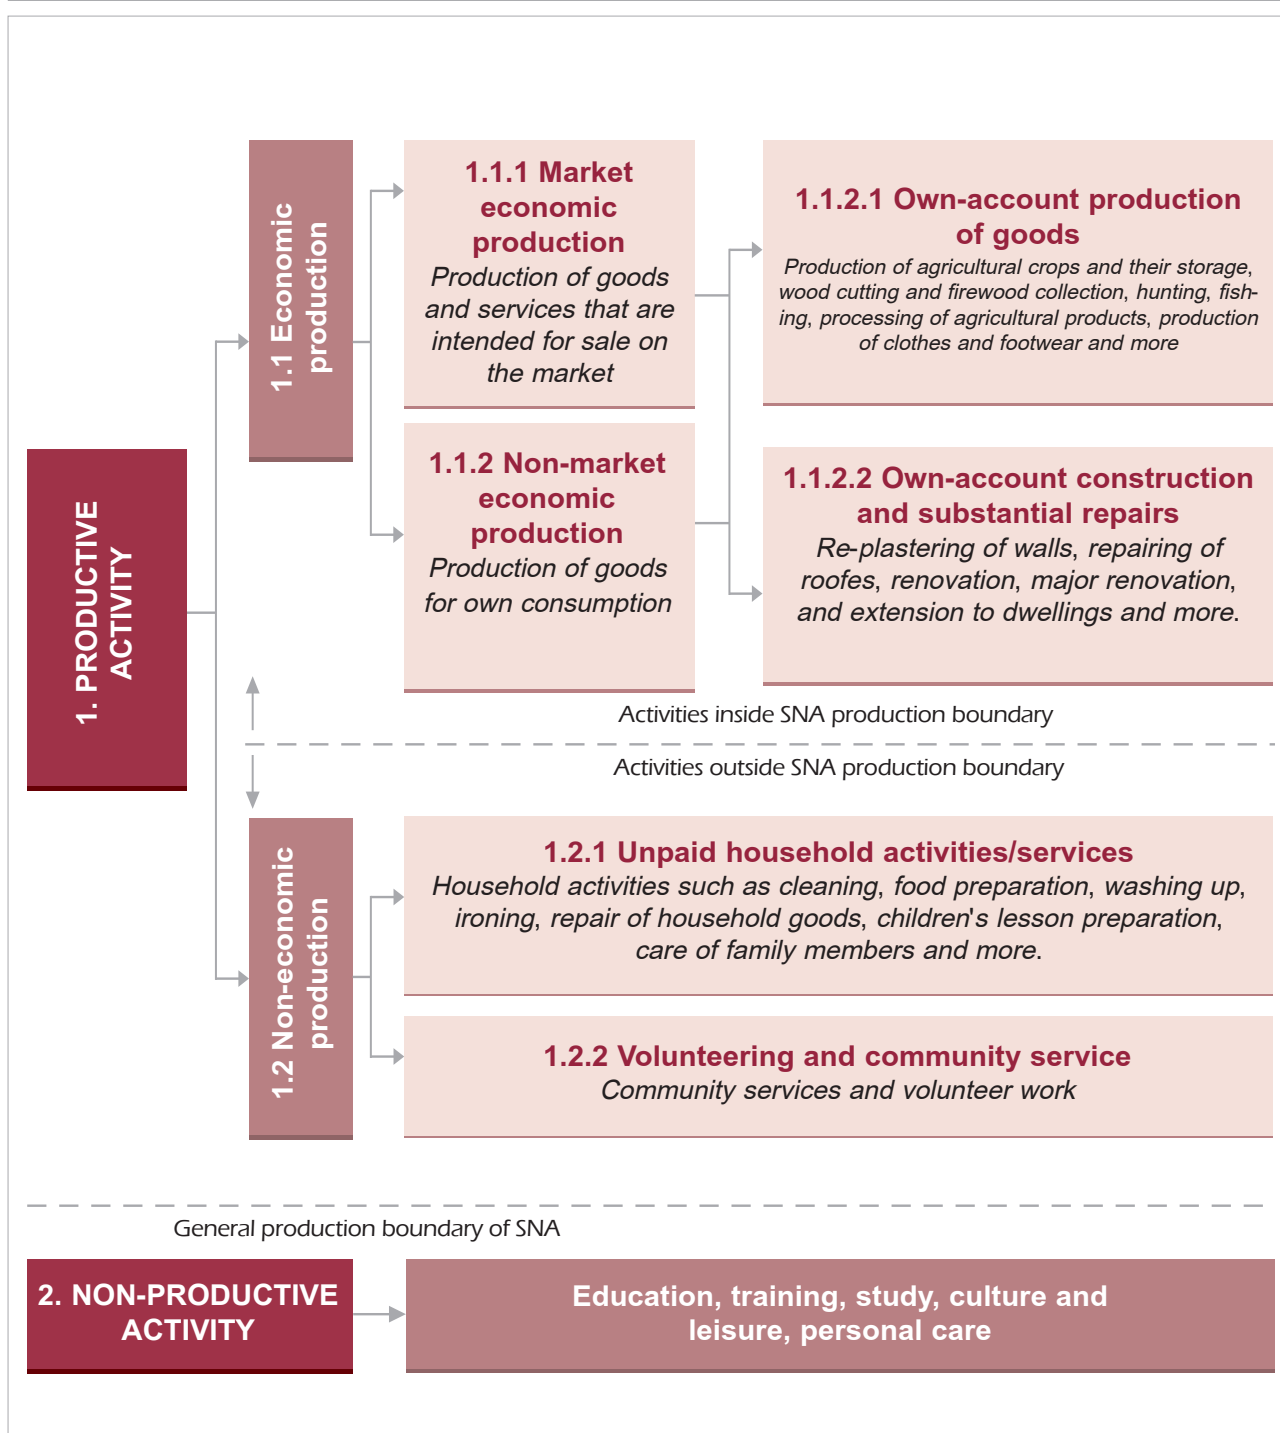 1. PRODUCTIVE
ACTIVITY
1.1 Economic
production
1.1.1 Market
economic
production
Production of goods
and services that are
intended for sale on
the market
1.1.2 Non-market
economic
production
Production of goods
for own consumption
1.1.2.1 Own-account production
of goods
Production of agricultural crops and their storage,
wood cutting and firewood collection, hunting, fish-
ing, processing of agricultural products, production
of clothes and footwear and more
1.1.2.2 Own-account construction
and substantial repairs
Re-plastering of walls, repairing of
roofes, renovation, major renovation,
and extension to dwellings and more.
Activities inside SNA production boundary
Activities outside SNA production boundary
1.2 Non-economic
production
1.2.1 Unpaid household activities/services
Household activities such as cleaning, food preparation, washing up,
ironing, repair of household goods, children's lesson preparation,
care of family members and more.
1.2.2 Volunteering and community service
Community services and volunteer work
General production boundary of SNA
2. NON-PRODUCTIVE
ACTIVITY
Education, training, study, culture and
leisure, personal care